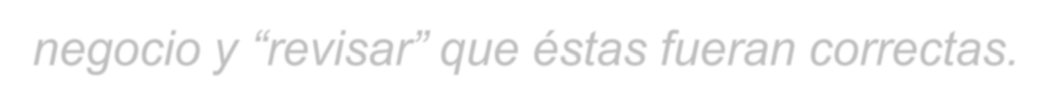 negocio y “revisar” que éstas fueran correctas.